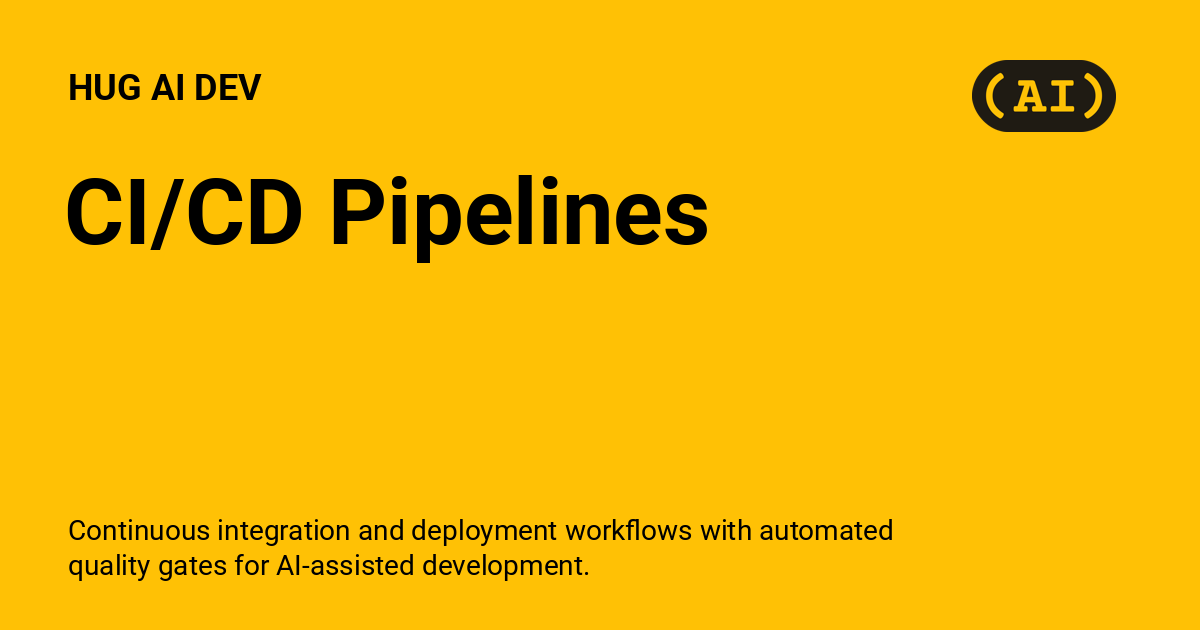 HUG AI DEV
(AI)
CI/CD Pipelines
Continuous integration and deployment workflows with automated
quality gates for AI-assisted development.